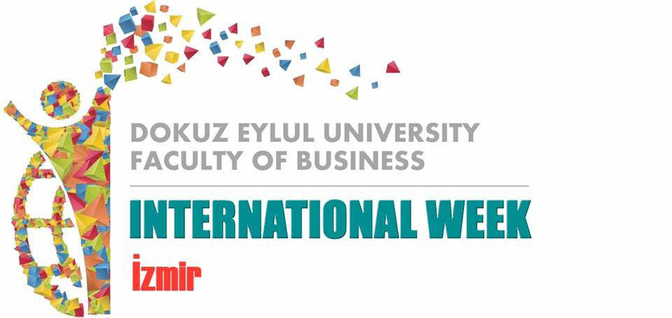 DOKUZ EYLUL UNIVERSITY
FACULTY OF BUSINESS
INTERNATIONAL WEEK
İzmir